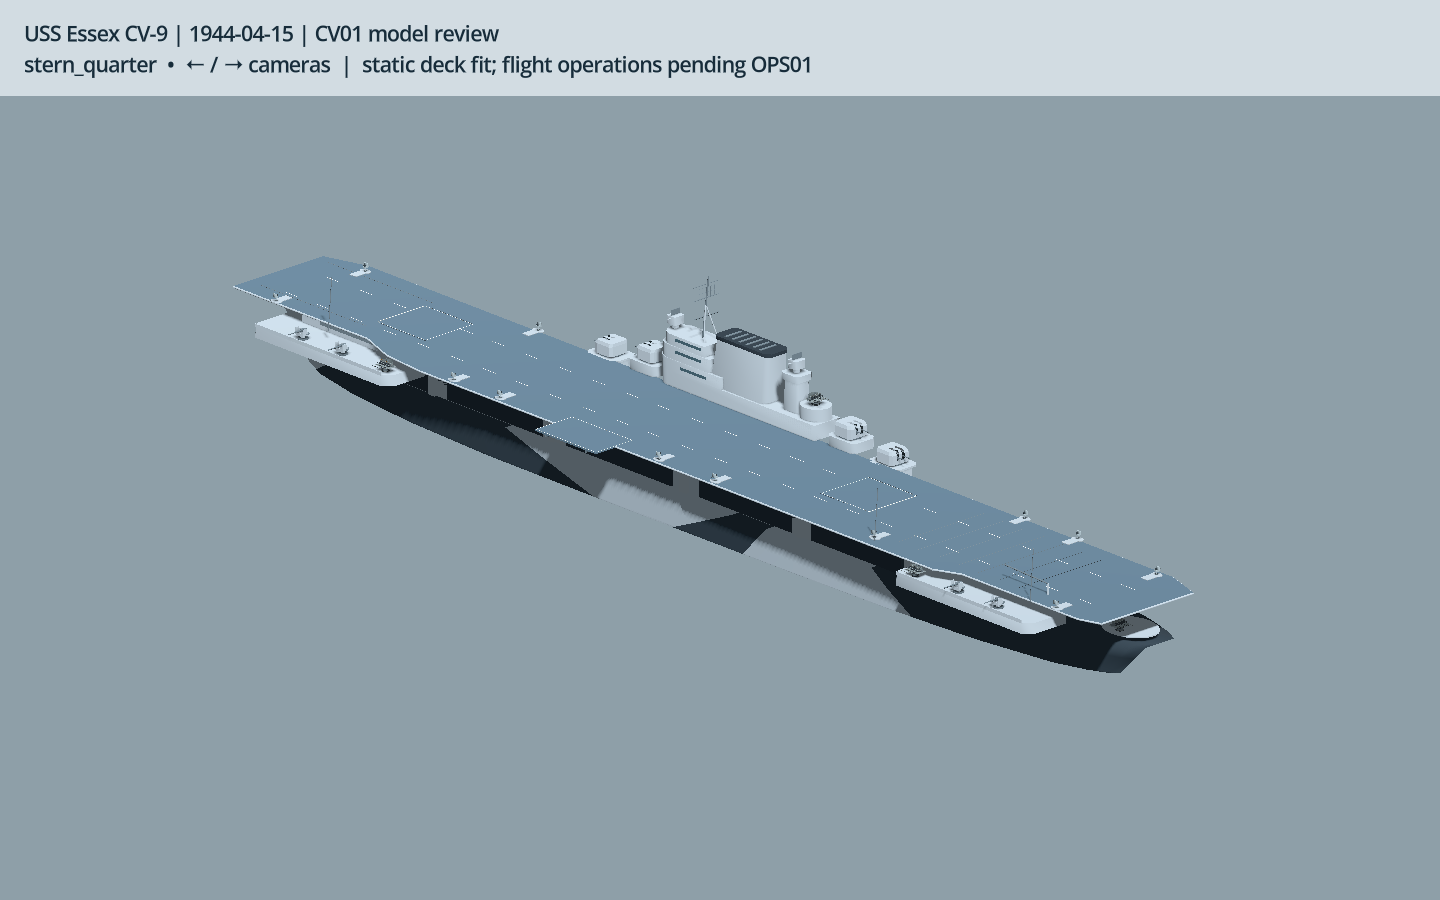 USS Essex CV-9 | 1944-04-15 | CV01 model review
stern_quarter • ← / → cameras | static deck fit; flight operations pending OPS01